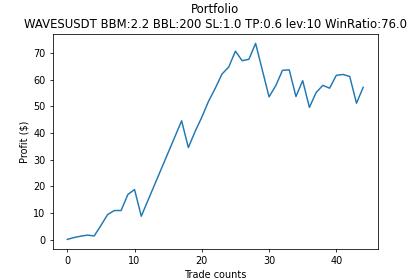 Portfolio
WAVESUSDT BBM:2.2 BBL:200 SL:1.0 TP:0.6 lev:10 WinRatio:76.0
70
60
50
40
30
20
10
0
Profit ($)
0 10 20 30 40
Trade counts